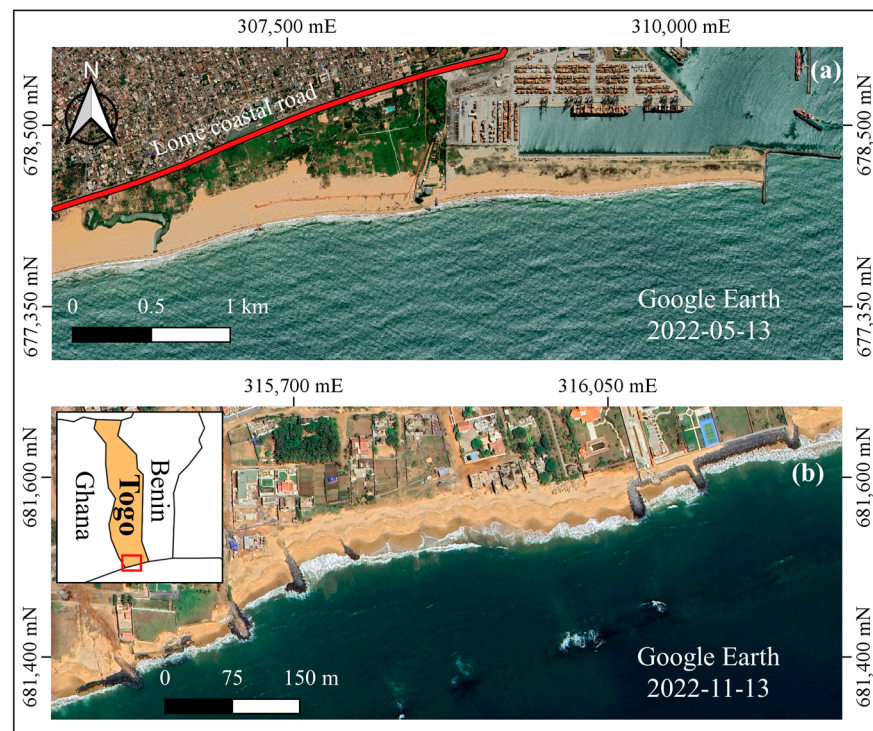 307,500 mE
310,000 mE
(a)
N
Lome coastal road
678,500 mN
678,500 mN
677,350 mN
677,350 mN
0
0.5
1 km
Google Earth
2022-05-13
315,700 mE
316,050 mE
(b)
Ghana
Togo
Benin
681,600 mN
681,600 mN
681,400 mN
681,400 mN
0
75
150 m
Google Earth
2022-11-13